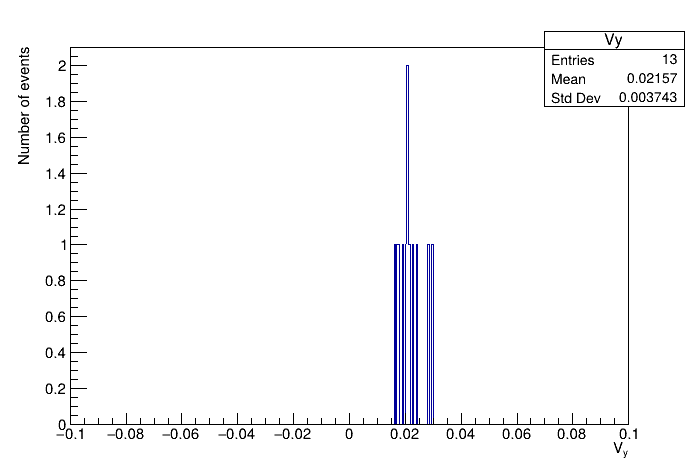 Vy
Entries 13
Mean 0.02157
Std Dev 0.003743
Number of events
2
1.8
1.6
1.4
1.2
1
0.8
0.6
0.4
0.2
0
−0.1 −0.08 −0.06 −0.04 −0.02 0 0.02 0.04 0.06 0.08 0.1
Vy